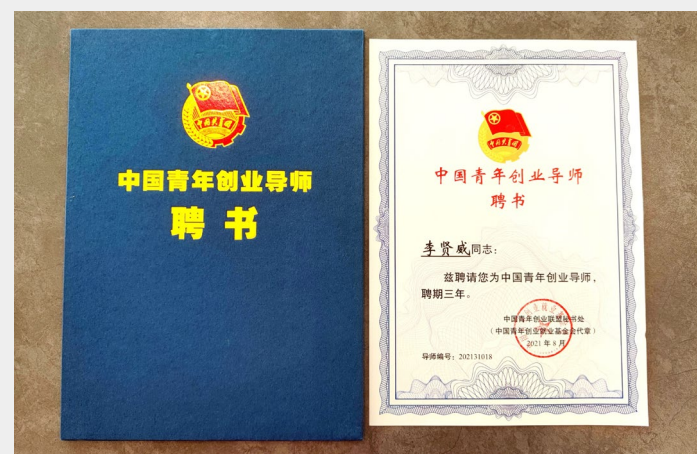 中国青年创业导师
聘书
中国青年创业导师
聘书
李贤威同志：
兹聘请您为中国青年创业导师，
聘期三年。
中国青年创业联盟秘书处
（中国青年创业就业基金会代章）
2021年8月
导师编号：202131018